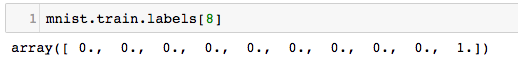 1 mnist.train.labels[8]
array([ 0., 0., 0., 0., 0., 0., 0., 0., 0., 1.])